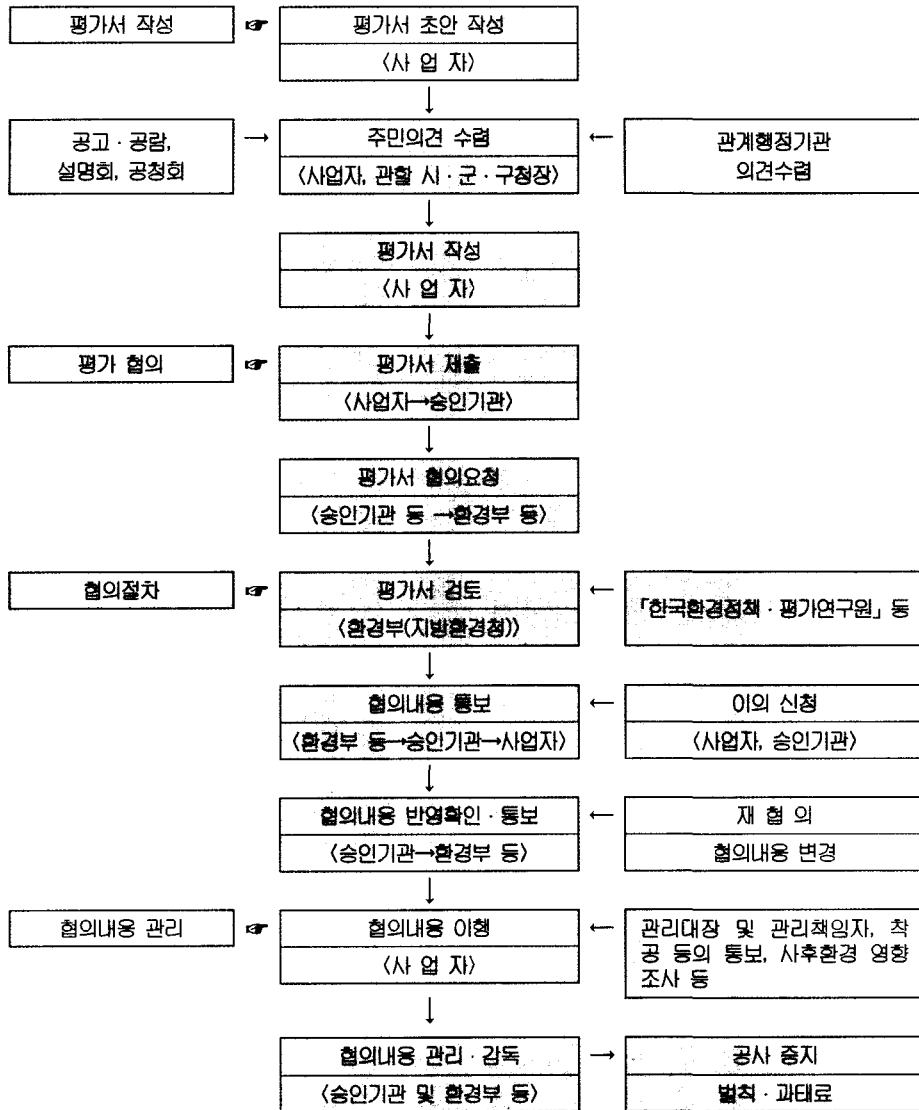 평가서 작성
☞
평가서 초안 작성
〈사 업 자〉
↓
공고 · 공람,
설명회, 공청회
→
주민의견 수렴
〈사업자, 관할 시 · 군 · 구청장〉
←
관계행정기관
의견수렴
↓
평가서 작성
〈사 업 자〉
↓
평가 협의
☞
평가서 제출
〈사업자→승인기관〉
↓
평가서 협의요청
〈승인기관 등 →환경부 등〉
↓
협의절차
☞
평가서 검토
〈환경부(지방환경청)〉
←
「한국환경정책 · 평가연구원」 등
↓
협의내용 통보
〈환경부 등→승인기관→사업자〉
←
이의 신청
〈사업자, 승인기관〉
↓
협의내용 반영확인 · 통보
〈승인기관→환경부 등〉
←
재 협 의
협의내용 변경
↓
협의내용 관리
☞
협의내용 이행
〈사 업 자〉
←
관리대장 및 관리책임자, 착
공 등의 통보, 사후환경 영향
조사 등
↓
협의내용 관리 · 감독
〈승인기관 및 환경부 등〉
→
공사 중지
벌칙 · 과태료